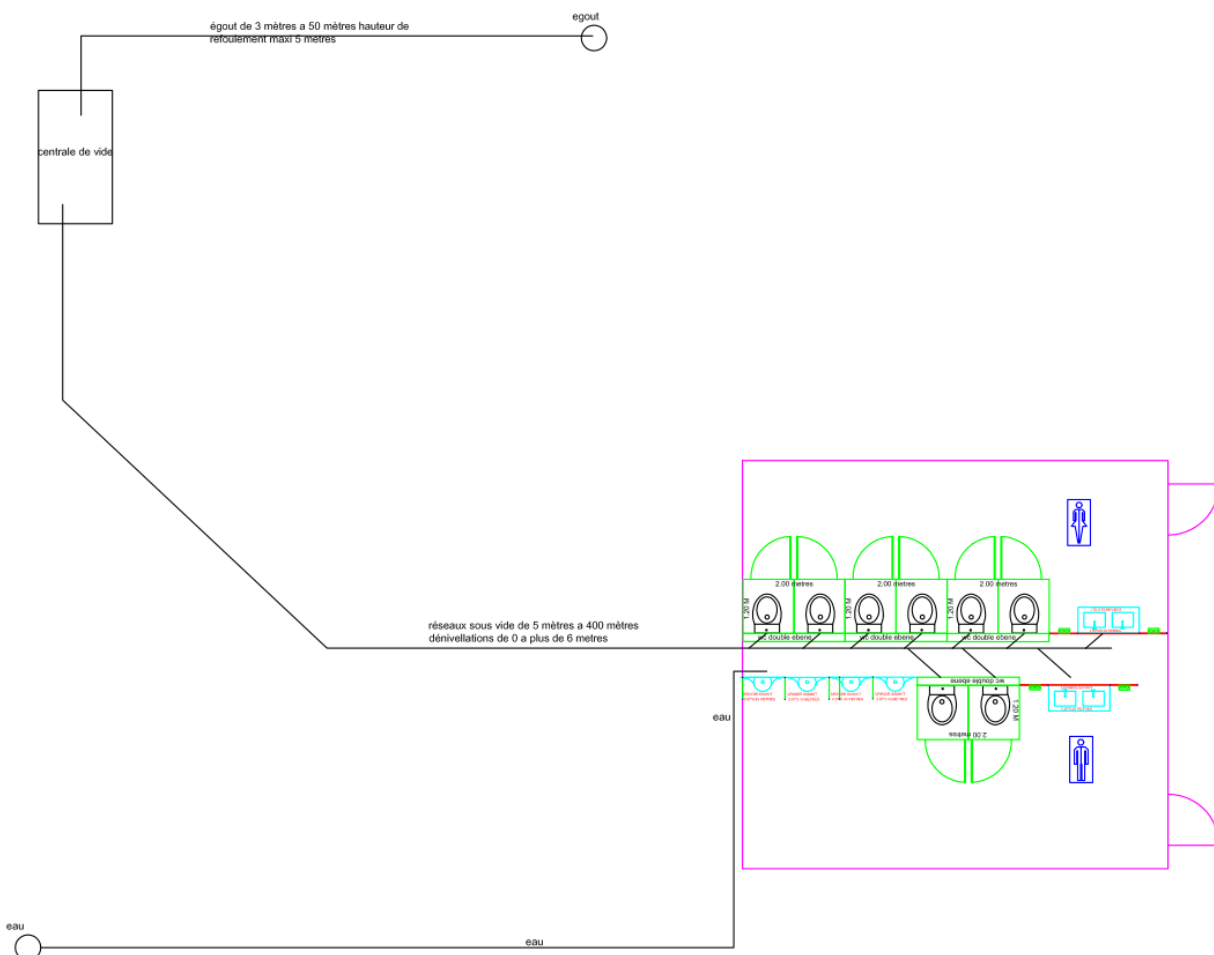 egout
égout de 3 mètres a 50 mètres hauteur de
refoulement maxi 5 metres
centrale de vide
2.00 metres
2.00 metres
2.00 metres
1.20 M
1.20 M
1.20 M
wc double ebene
wc double ebene
wc double ebene
réseaux sous vide de 5 mètres a 400 mètres
dénivellations de 0 a plus de 6 metres
wc double ebene
1.20 M
2.00 metres
eau
eau
eau